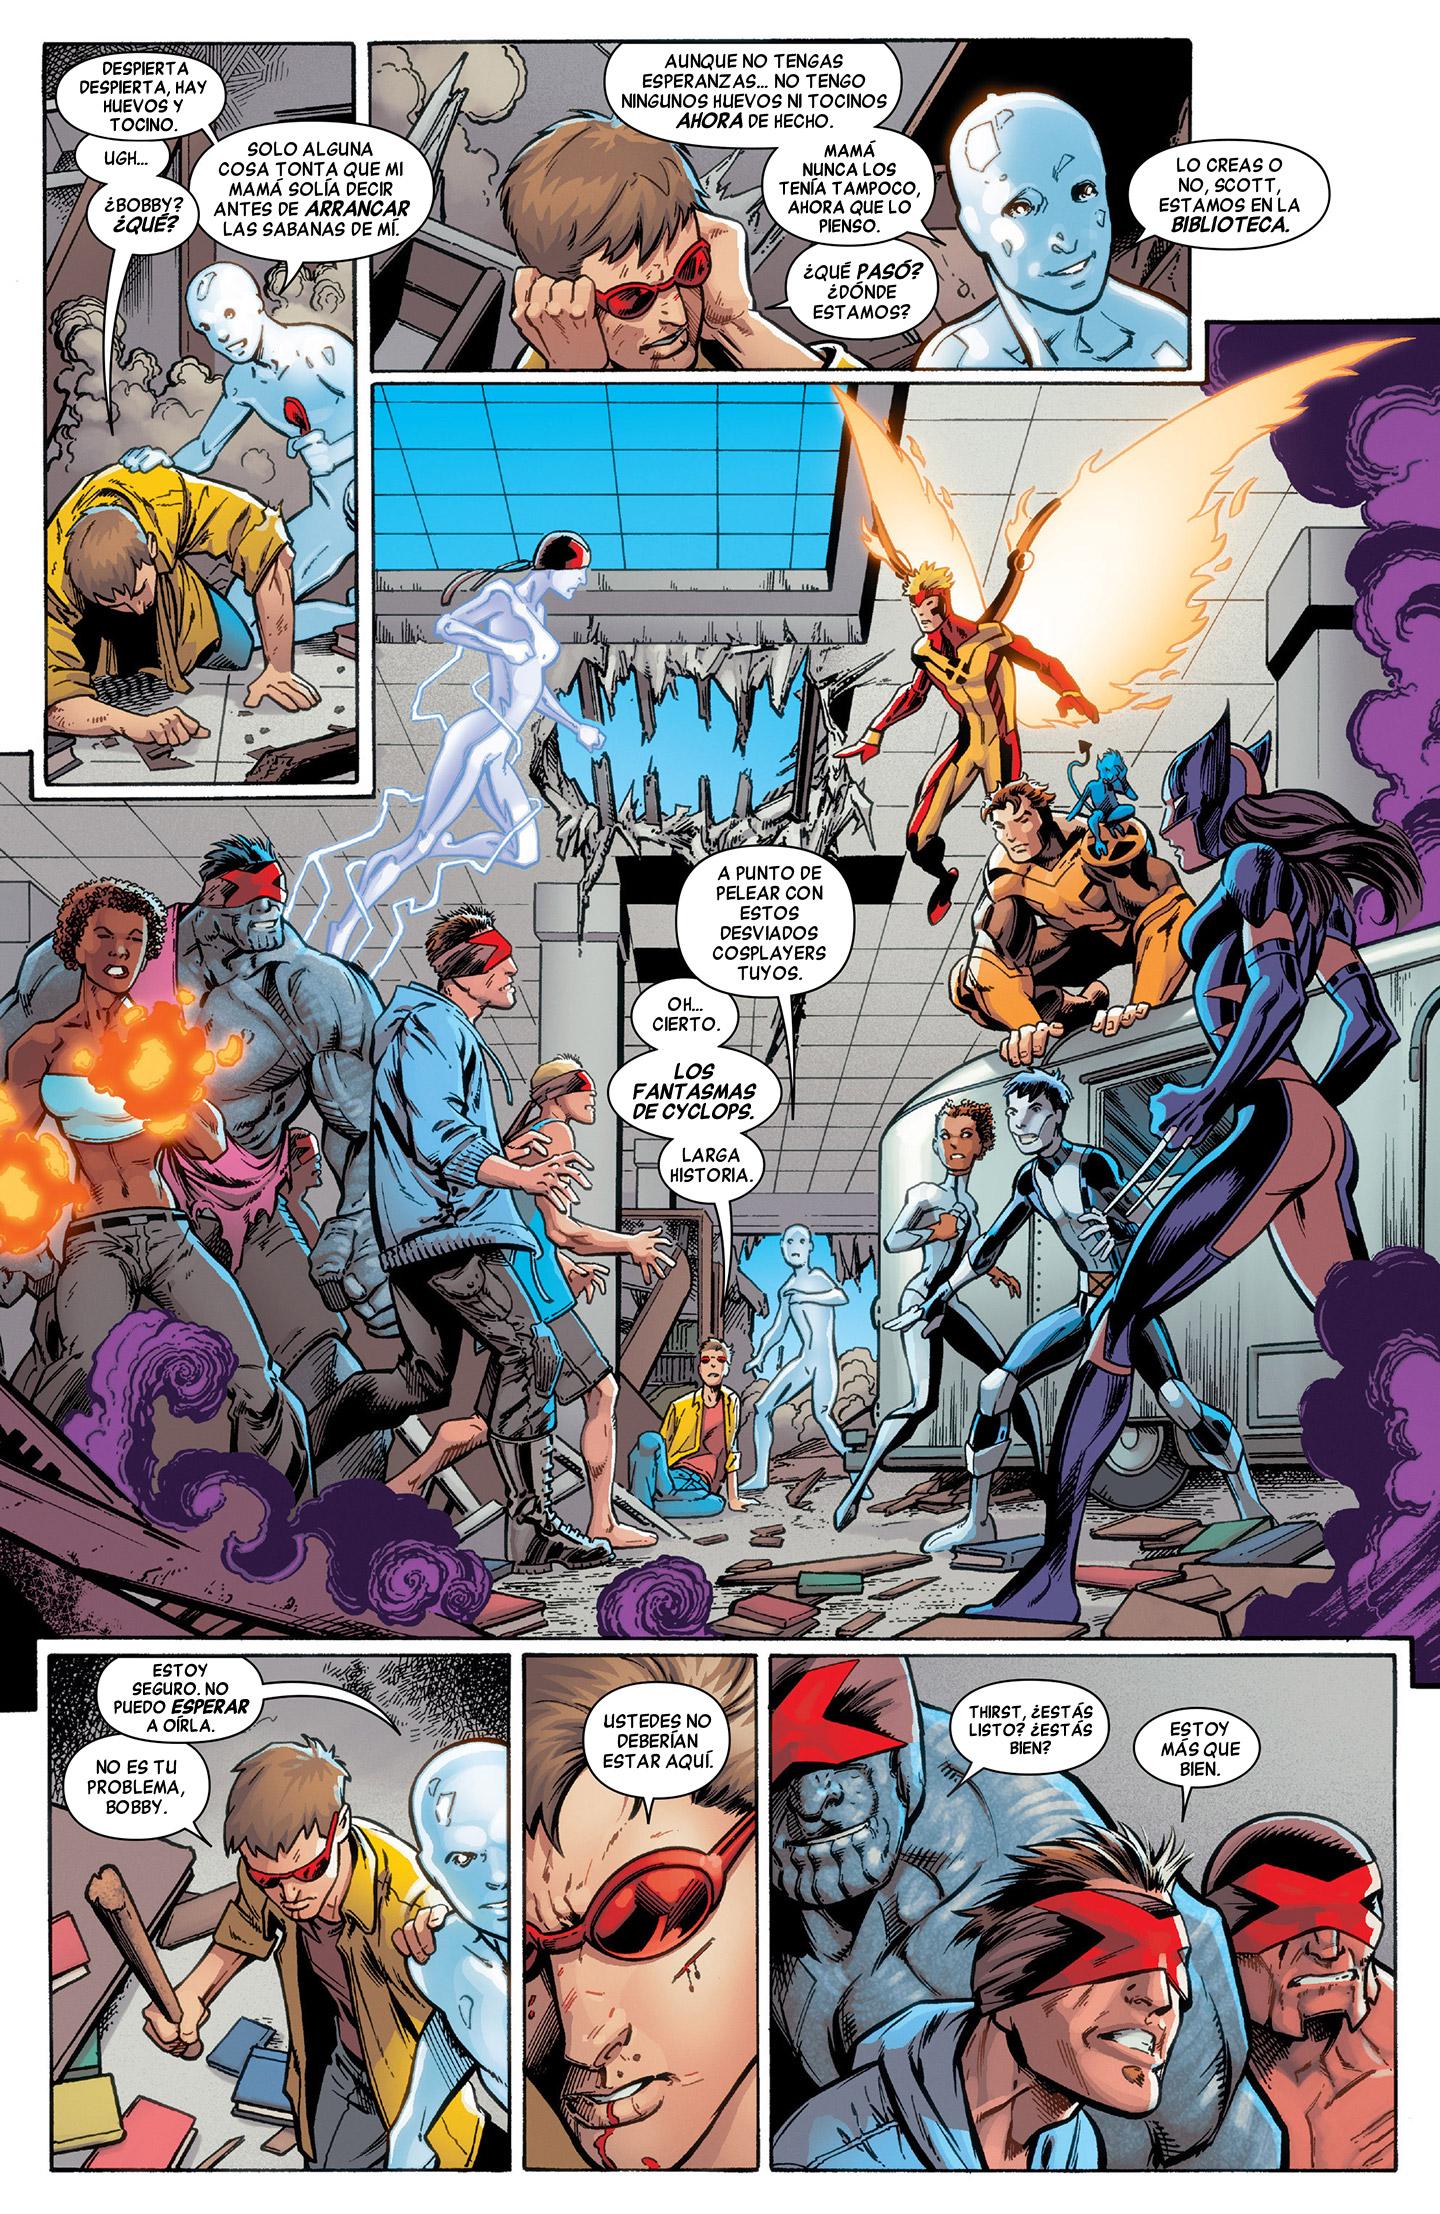 DESPIERTA
DESPIERTA, HAY
HUEVOS Y
TOCINO.
UGH...
¿BOBBY?
¿QUÉ?
SOLO ALGUNA
COSA TONTA QUE MI
MAMÁ SOLÍA DECIR
ANTES DE ARRANCAR
LAS SABANAS DE MÍ.
AUNQUE NO TENGAS
ESPERANZAS... NO TENGO
NINGUNOS HUEVOS NI TOCINOS
AHORA DE HECHO.
MAMÁ
NUNCA LOS
TENÍA TAMPOCO,
AHORA QUE LO
PIENSO.
¿QUÉ PASÓ?
¿DÓNDE
ESTAMOS?
LO CREAS O
NO, SCOTT,
ESTAMOS EN LA
BIBLIOTECA.
A PUNTO DE
PELEAR CON
ESTOS
DESVIADOS
COSPLAYERS
TUYOS.
OH...
CIERTO.
LOS
FANTASMAS
DE CYCLOPS.
LARGA
HISTORIA.
ESTOY
SEGURO. NO
PUEDO ESPERAR
A OÍRLA.
NO ES TU
PROBLEMA,
BOBBY.
USTEDES NO
DEBERÍAN
ESTAR AQUÍ.
THIRST, ¿ESTÁS
LISTO? ¿ESTÁS
BIEN?
ESTOY
MÁS QUE
BIEN.